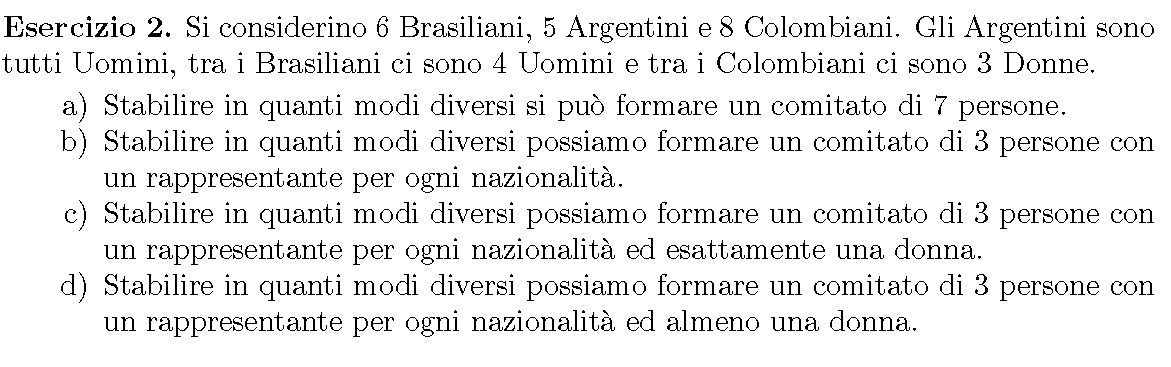 Esercizio 2. Si considerino 6 Brasiliani, 5 Argentini e 8 Colombiani. Gli Argentini sono
tutti Uomini, tra i Brasiliani ci sono 4 Uomini e tra i Colombiani ci sono 3 Donne.
a) Stabilire in quanti modi diversi si può formare un comitato di 7 persone.
b) Stabilire in quanti modi diversi possiamo formare un comitato di 3 persone con
un rappresentante per ogni nazionalità.
c) Stabilire in quanti modi diversi possiamo formare un comitato di 3 persone con
un rappresentante per ogni nazionalità ed esattamente una donna.
d) Stabilire in quanti modi diversi possiamo formare un comitato di 3 persone con
un rappresentante per ogni nazionalità ed almeno una donna.